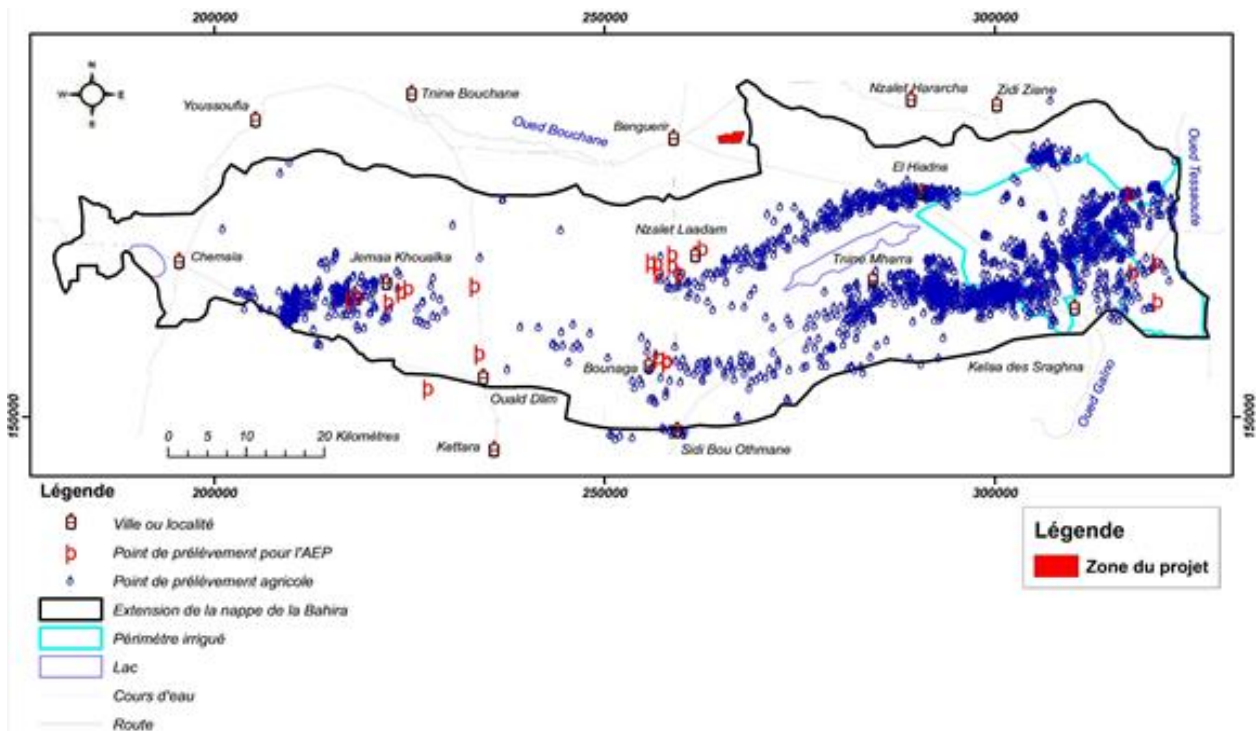 200000
250000
300000
N
W
E
S
Youssoufia
Tnine Bouchane
Oued Bouchane
Benguerir
Nzalet Hararcha
Zidi Ziane
Oued Tessaoute
El Hiadna
Nzalet Laadam
Chemaia
Jemaa Khoualka
Tnine Mharra
Bounaga
Kelaa des Sraghna
Oued Gaïno
Ouald Dlim
Kettara
Sidi Bou Othmane
150000
150000
0 5 10 20 Kilomètres
200000
250000
300000
Légende
Ville ou localité
Point de prélèvement pour l'AEP
Point de prélèvement agricole
Extension de la nappe de la Bahira
Périmètre irrigué
Lac
Cours d'eau
Route
Légende
Zone du projet